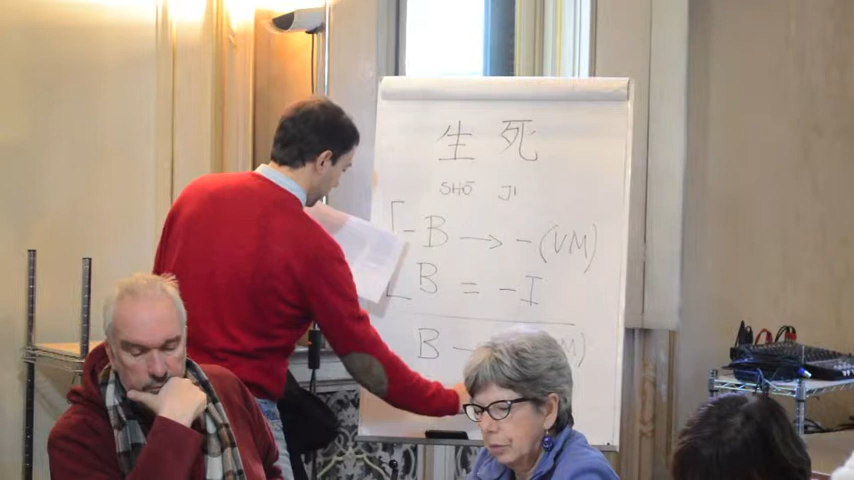 生 死
SHŌ JI
-B → -(VM)
B = -I
B